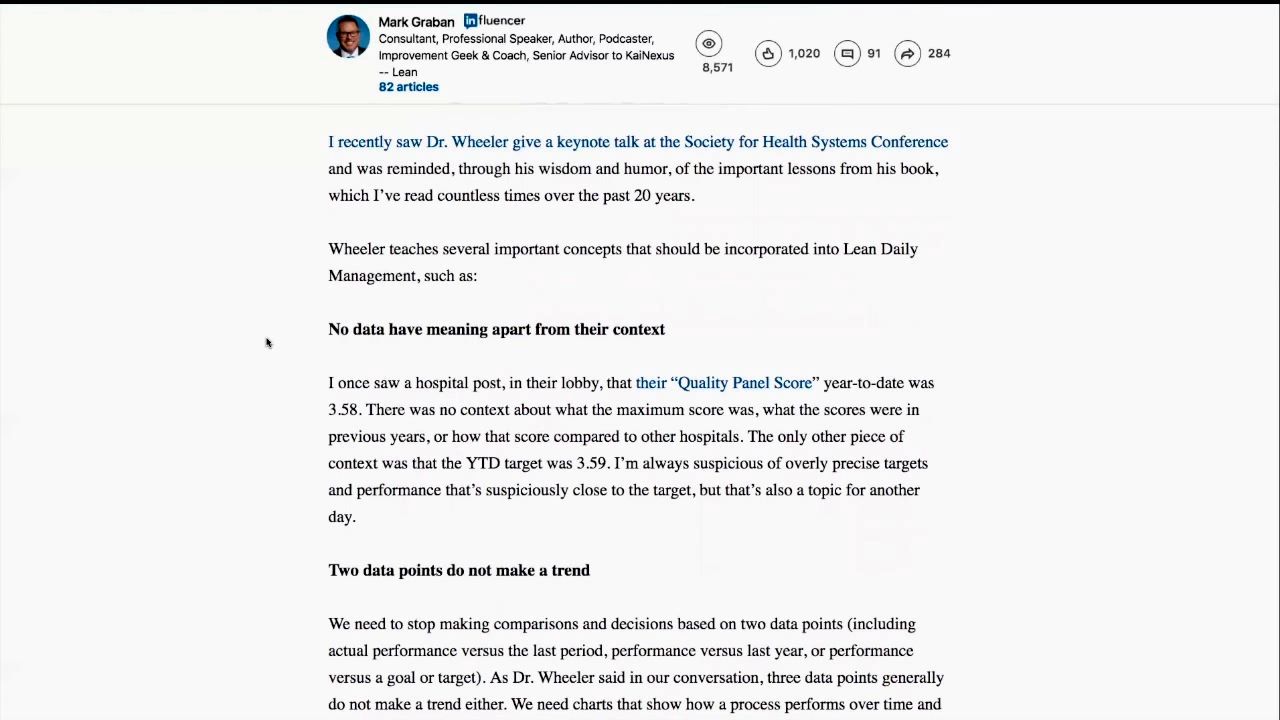 Mark Graban influencer
Consultant, Professional Speaker, Author, Podcaster,
Improvement Geek & Coach, Senior Advisor to KaiNexus
-- Lean
82 articles
8,571
1,020
91
284
I recently saw Dr. Wheeler give a keynote talk at the Society for Health Systems Conference
and was reminded, through his wisdom and humor, of the important lessons from his book,
which I’ve read countless times over the past 20 years.
Wheeler teaches several important concepts that should be incorporated into Lean Daily
Management, such as:
No data have meaning apart from their context
I once saw a hospital post, in their lobby, that their “Quality Panel Score” year-to-date was
3.58. There was no context about what the maximum score was, what the scores were in
previous years, or how that score compared to other hospitals. The only other piece of
context was that the YTD target was 3.59. I’m always suspicious of overly precise targets
and performance that’s suspiciously close to the target, but that’s also a topic for another
day.
Two data points do not make a trend
We need to stop making comparisons and decisions based on two data points (including
actual performance versus the last period, performance versus last year, or performance
versus a goal or target). As Dr. Wheeler said in our conversation, three data points generally
do not make a trend either. We need charts that show how a process performs over time and